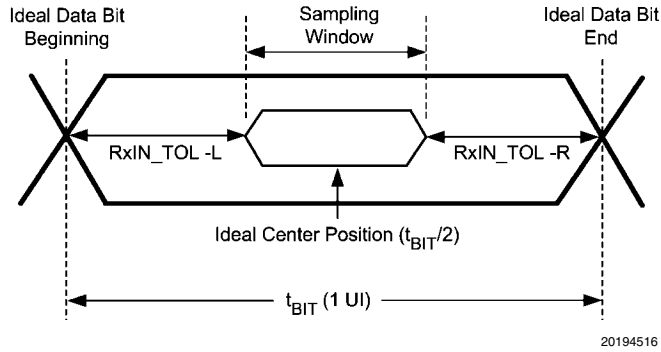 Ideal Data Bit
Beginning
Sampling
Window
Ideal Data Bit
End
RxIN_TOL -L
RxIN_TOL -R
Ideal Center Position (tBIT/2)
tBIT (1 UI)
20194516